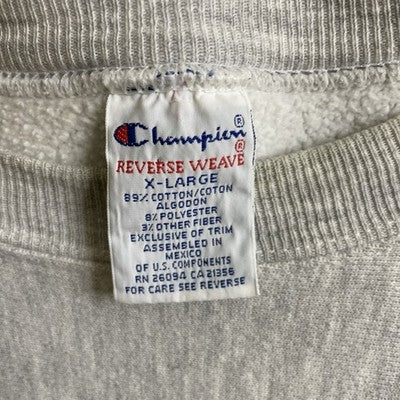 Champion®
REVERSE WEAVE®
X-LARGE
89% COTTON/COTON
ALGODON
8% POLYESTER
3% OTHER FIBER
EXCLUSIVE OF TRIM
ASSEMBLED IN
MEXICO
OF U.S. COMPONENTS
RN 26094 CA 21356
FOR CARE SEE REVERSE